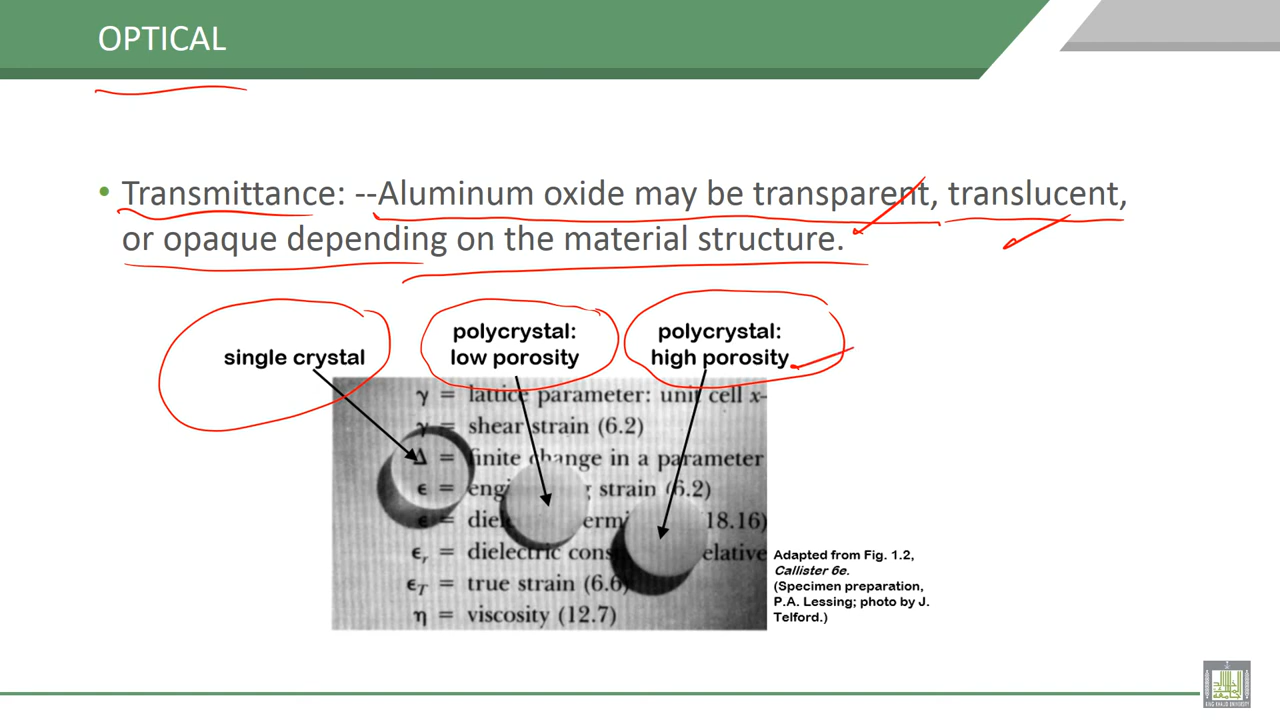 OPTICAL
• Transmittance: --Aluminum oxide may be transparent, translucent,
or opaque depending on the material structure.
single crystal
polycrystal:
low porosity
polycrystal:
high porosity
γ = lattice parameter: unit cell x-
γ = shear strain (6.2)
Δ = finite change in a parameter
ϵ = eng strain (6.2)
ϵ = diel ermi 18.16)
ϵr = dielectric cons elative
ϵT = true strain (6.6)
η = viscosity (12.7)
Adapted from Fig. 1.2,
Callister 6e.
(Specimen preparation,
P.A. Lessing; photo by J.
Telford.)